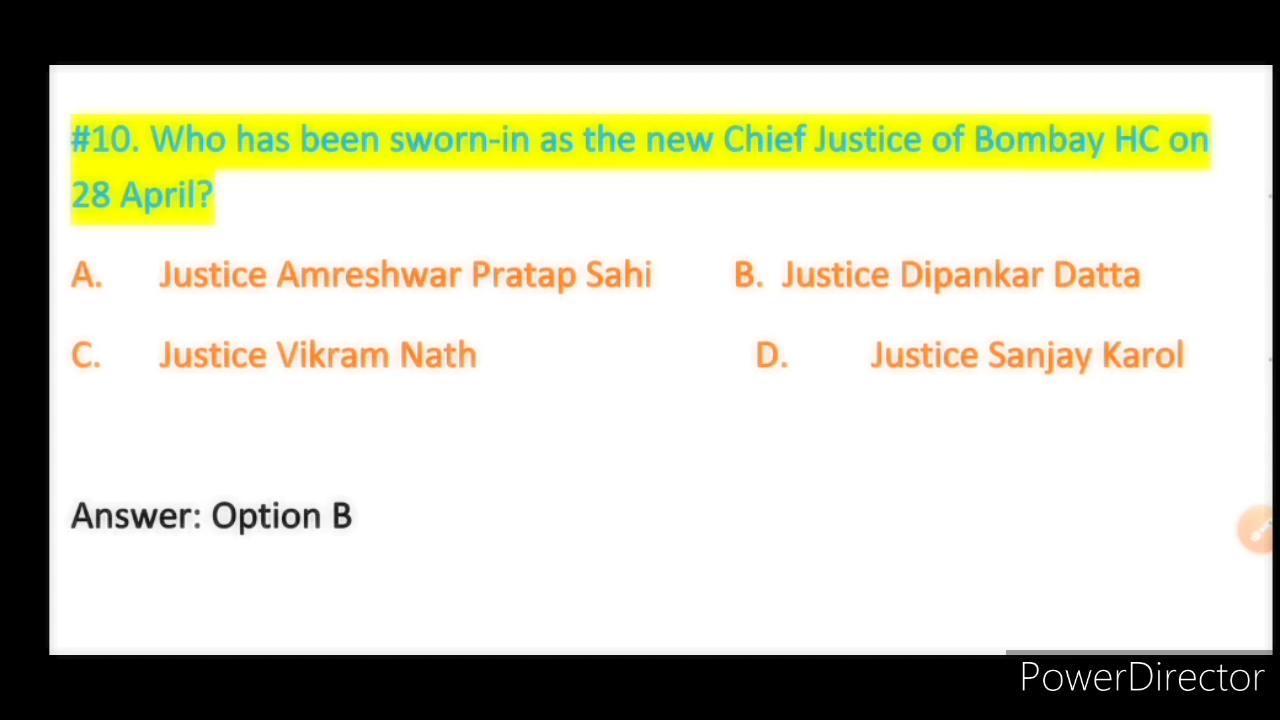 #10. Who has been sworn-in as the new Chief Justice of Bombay HC on
28 April?
A. Justice Amreshwar Pratap Sahi B. Justice Dipankar Datta
C. Justice Vikram Nath D. Justice Sanjay Karol
Answer: Option B
PowerDirector